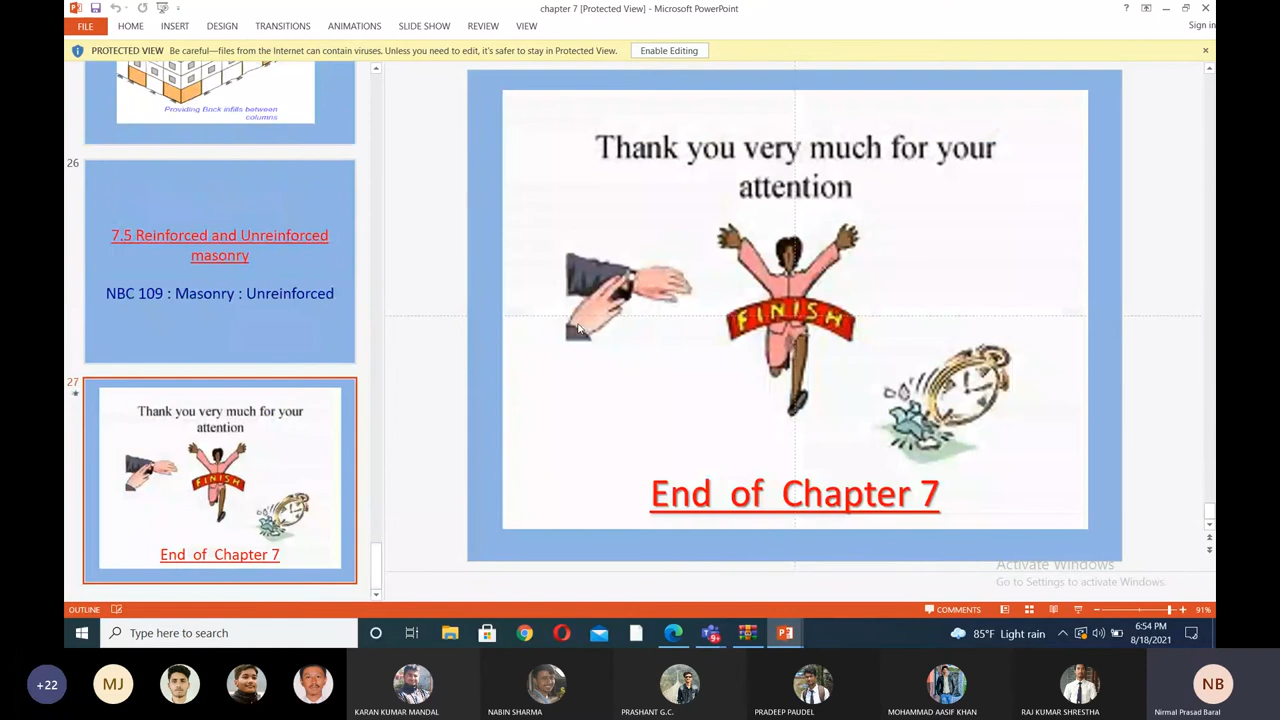 chapter 7 [Protected View] - Microsoft PowerPoint
Sign in
FILE HOME INSERT DESIGN TRANSITIONS ANIMATIONS SLIDE SHOW REVIEW VIEW
PROTECTED VIEW Be careful—files from the Internet can contain viruses. Unless you need to edit, it's safer to stay in Protected View. Enable Editing
Providing Brick infills between
columns
26
7.5 Reinforced and Unreinforced
masonry
NBC 109 : Masonry : Unreinforced
27
Thank you very much for your
attention
FINISH
End of Chapter 7
Thank you very much for your
attention
FINISH
End of Chapter 7
Activate Windows
Go to Settings to activate Windows.
OUTLINE
COMMENTS
91%
Type here to search
9+
85°F Light rain
6:54 PM
8/18/2021
+22
MJ
KARAN KUMAR MANDAL
NABIN SHARMA
PRASHANT G.C.
PRADEEP PAUDEL
MOHAMMAD AASIF KHAN
RAJ KUMAR SHRESTHA
NB
Nirmal Prasad Baral